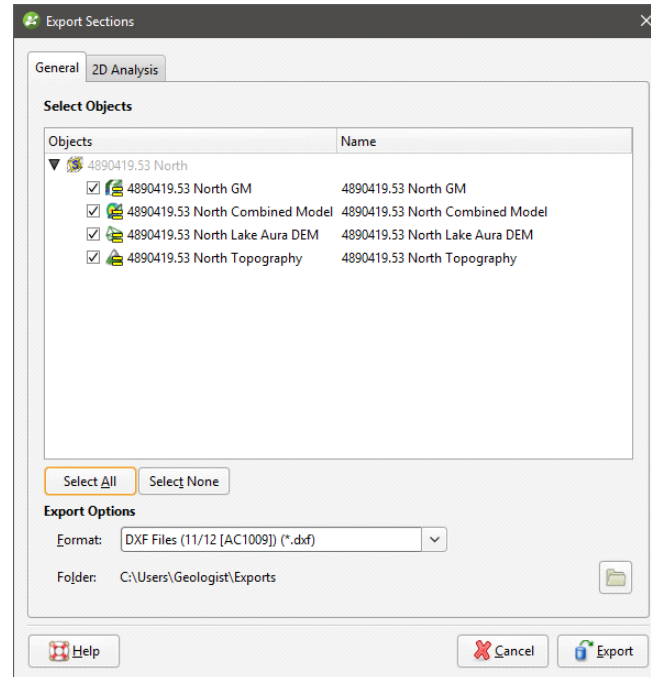 Export Sections
General 2D Analysis
Select Objects
Objects Name
4890419.53 North
4890419.53 North GM 4890419.53 North GM
4890419.53 North Combined Model 4890419.53 North Combined Model
4890419.53 North Lake Aura DEM 4890419.53 North Lake Aura DEM
4890419.53 North Topography 4890419.53 North Topography
Select All Select None
Export Options
Format: DXF Files (11/12 [AC1009]) (*.dxf)
Folder: C:\Users\Geologist\Exports
Help Cancel Export